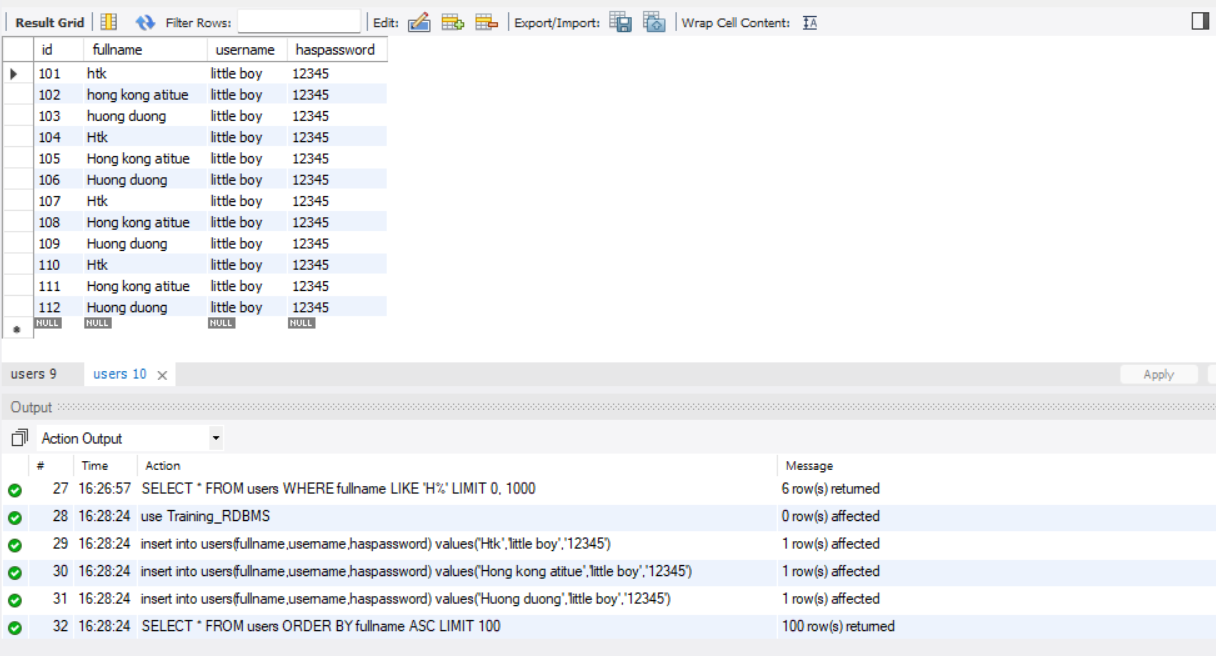 Result Grid Filter Rows: Edit: Export/Import: Wrap Cell Content:
id fullname username haspassword
101 htk little boy 12345
102 hong kong atitue little boy 12345
103 huong duong little boy 12345
104 Htk little boy 12345
105 Hong kong atitue little boy 12345
106 Huong duong little boy 12345
107 Htk little boy 12345
108 Hong kong atitue little boy 12345
109 Huong duong little boy 12345
110 Htk little boy 12345
111 Hong kong atitue little boy 12345
112 Huong duong little boy 12345
NULL NULL NULL NULL
users 9 users 10 Apply
Output
Action Output
# Time Action Message
27 16:26:57 SELECT * FROM users WHERE fullname LIKE 'H%' LIMIT 0, 1000 6 row(s) returned
28 16:28:24 use Training_RDBMS 0 row(s) affected
29 16:28:24 insert into users(fullname,username,haspassword) values('Htk','little boy','12345') 1 row(s) affected
30 16:28:24 insert into users(fullname,username,haspassword) values('Hong kong atitue','little boy','12345') 1 row(s) affected
31 16:28:24 insert into users(fullname,username,haspassword) values('Huong duong','little boy','12345') 1 row(s) affected
32 16:28:24 SELECT * FROM users ORDER BY fullname ASC LIMIT 100 100 row(s) returned